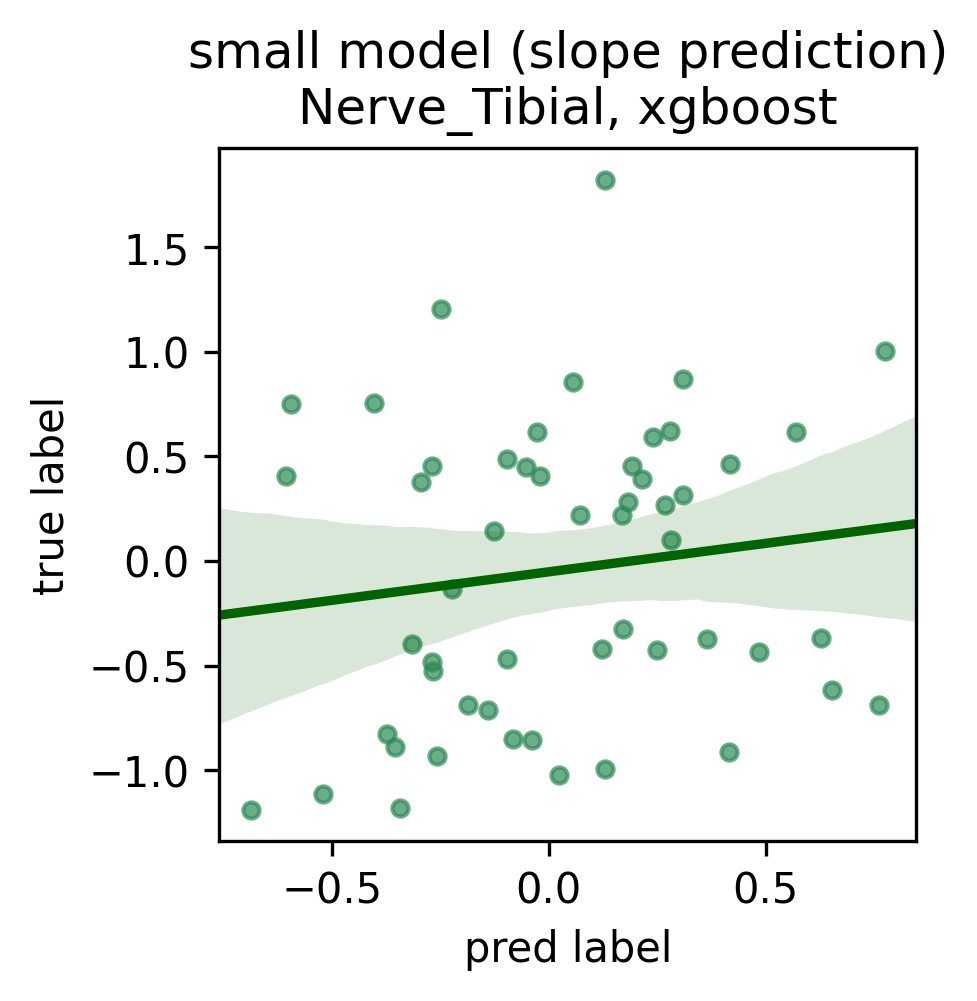 small model (slope prediction)
Nerve_Tibial, xgboost
1.5
1.0
0.5
0.0
−0.5
−1.0
true label
−0.5
0.0
0.5
pred label